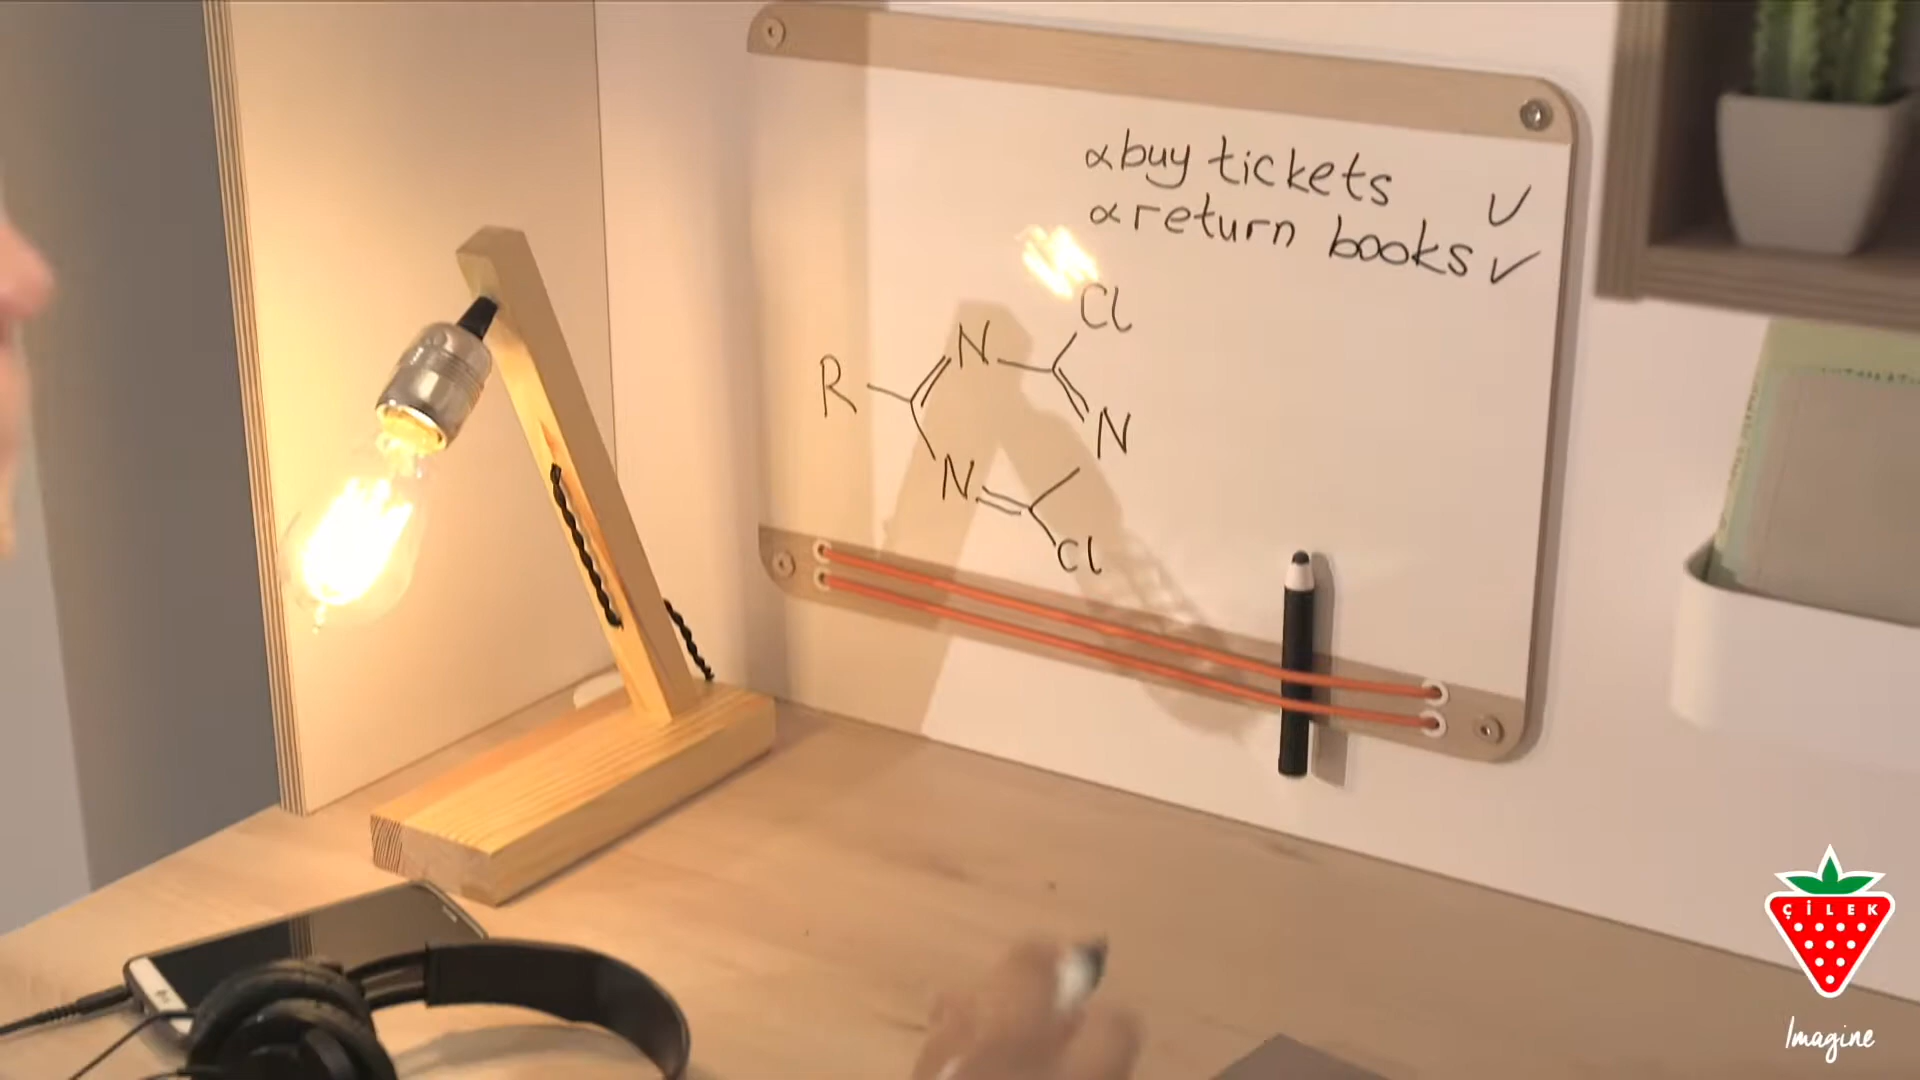 ∝ buy tickets ✓
∝ return books ✓
Cl
N
R
N
N
Cl
ÇİLEK
Imagine